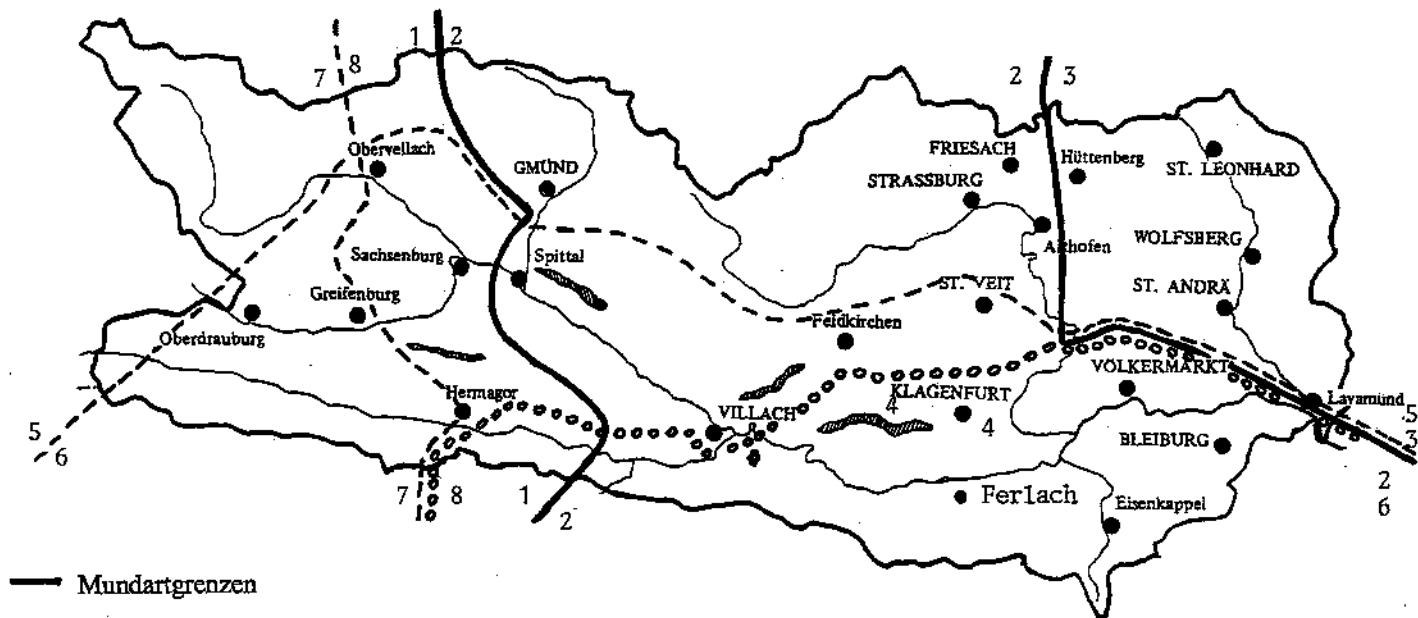 1 2
7 8
2 3
Obervellach
GMÜND
FRIESACH
Hüttenberg
ST. LEONHARD
STRASSBURG
Althofen
WOLFSBERG
Sachsenburg
Spittal
ST. VEIT
ST. ANDRÄ
Greifenburg
Feldkirchen
Oberdrauburg
VÖLKERMARKT
Hermagor
VILLACH
KLAGENFURT
4
4
Lavamünd
5
3
5
6
BLEIBURG
2
6
7 8
1 2
Ferlach
Eisenkappel
Mundartgrenzen